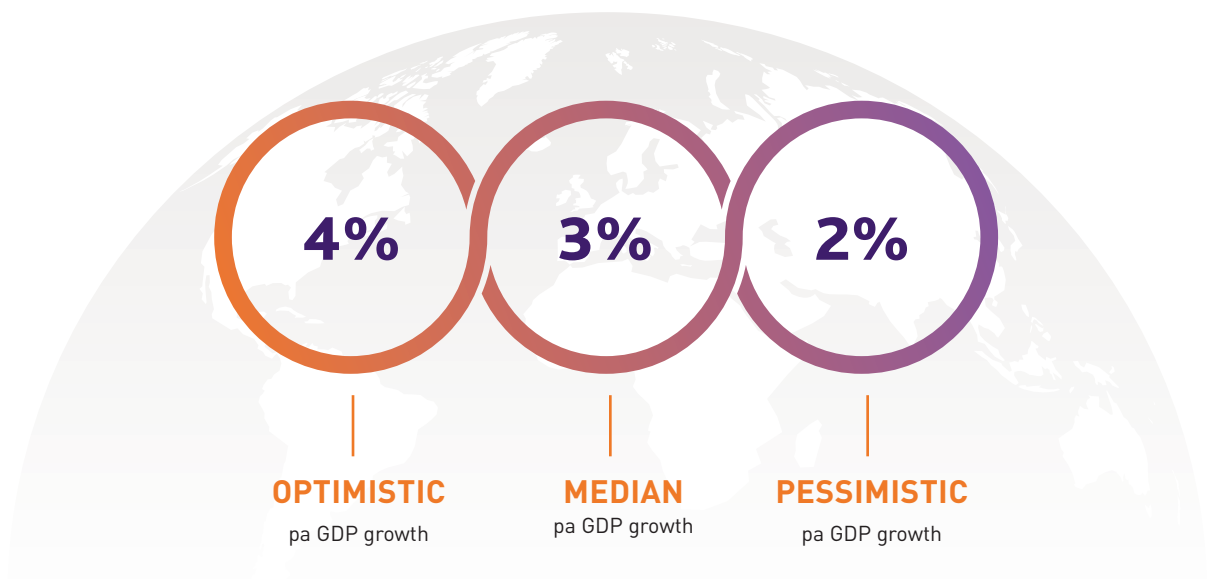 4%
3%
2%
OPTIMISTIC
pa GDP growth
MEDIAN
pa GDP growth
PESSIMISTIC
pa GDP growth